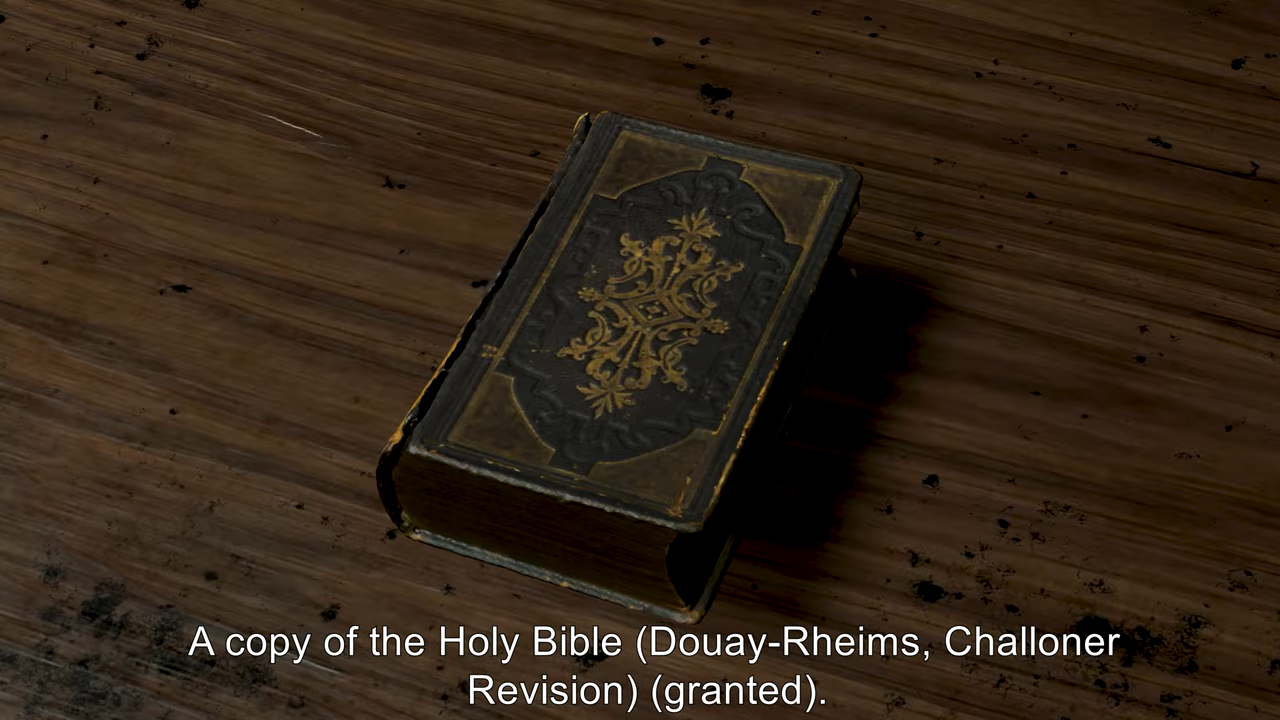 A copy of the Holy Bible (Douay-Rheims, Challoner
Revision) (granted).